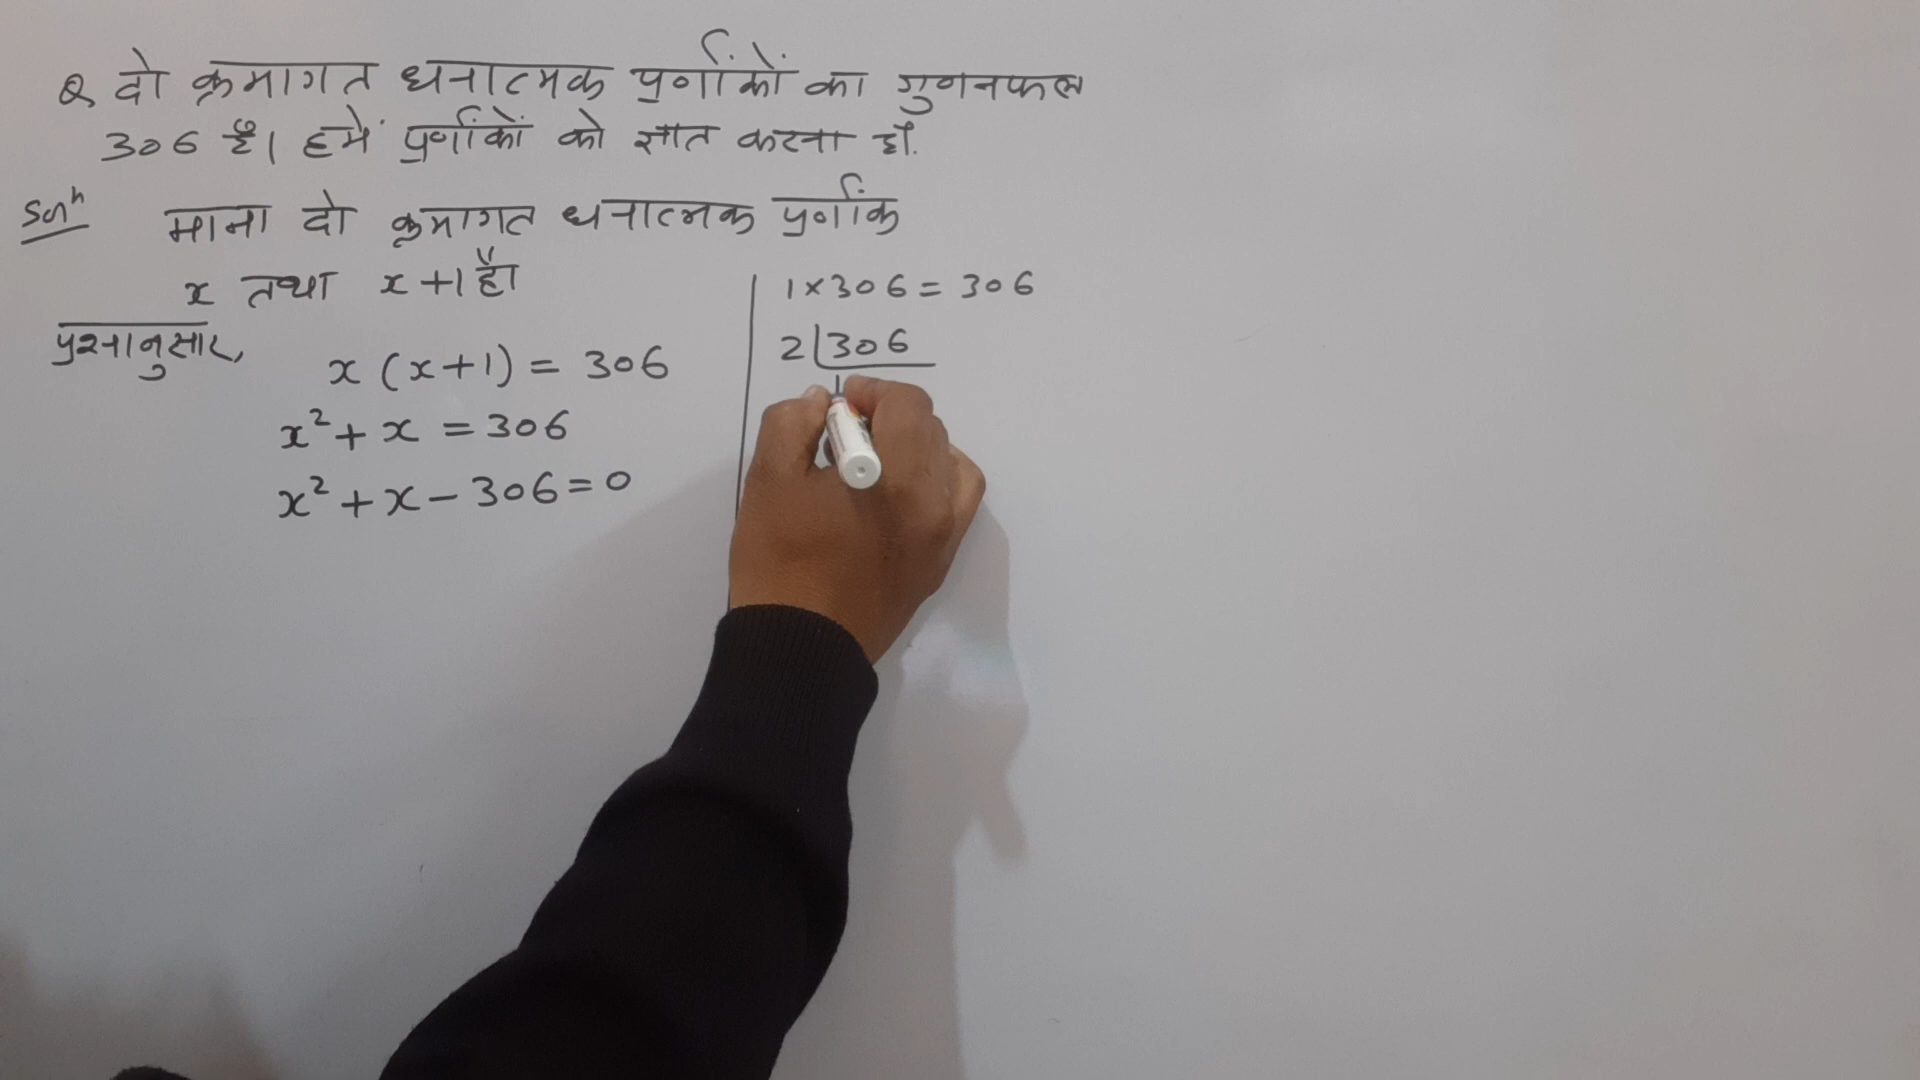 Q. दो क्रमागत धनात्मक पूर्णांकों का गुणनफल
306 है। हमें पूर्णांकों को ज्ञात करना है।
Solⁿ माना दो क्रमागत धनात्मक पूर्णांक
x तथा x+1 है।
प्रश्नानुसार,
x (x+1) = 306
x² + x = 306
x² + x - 306 = 0
1 × 306 = 306
2 | 306
1